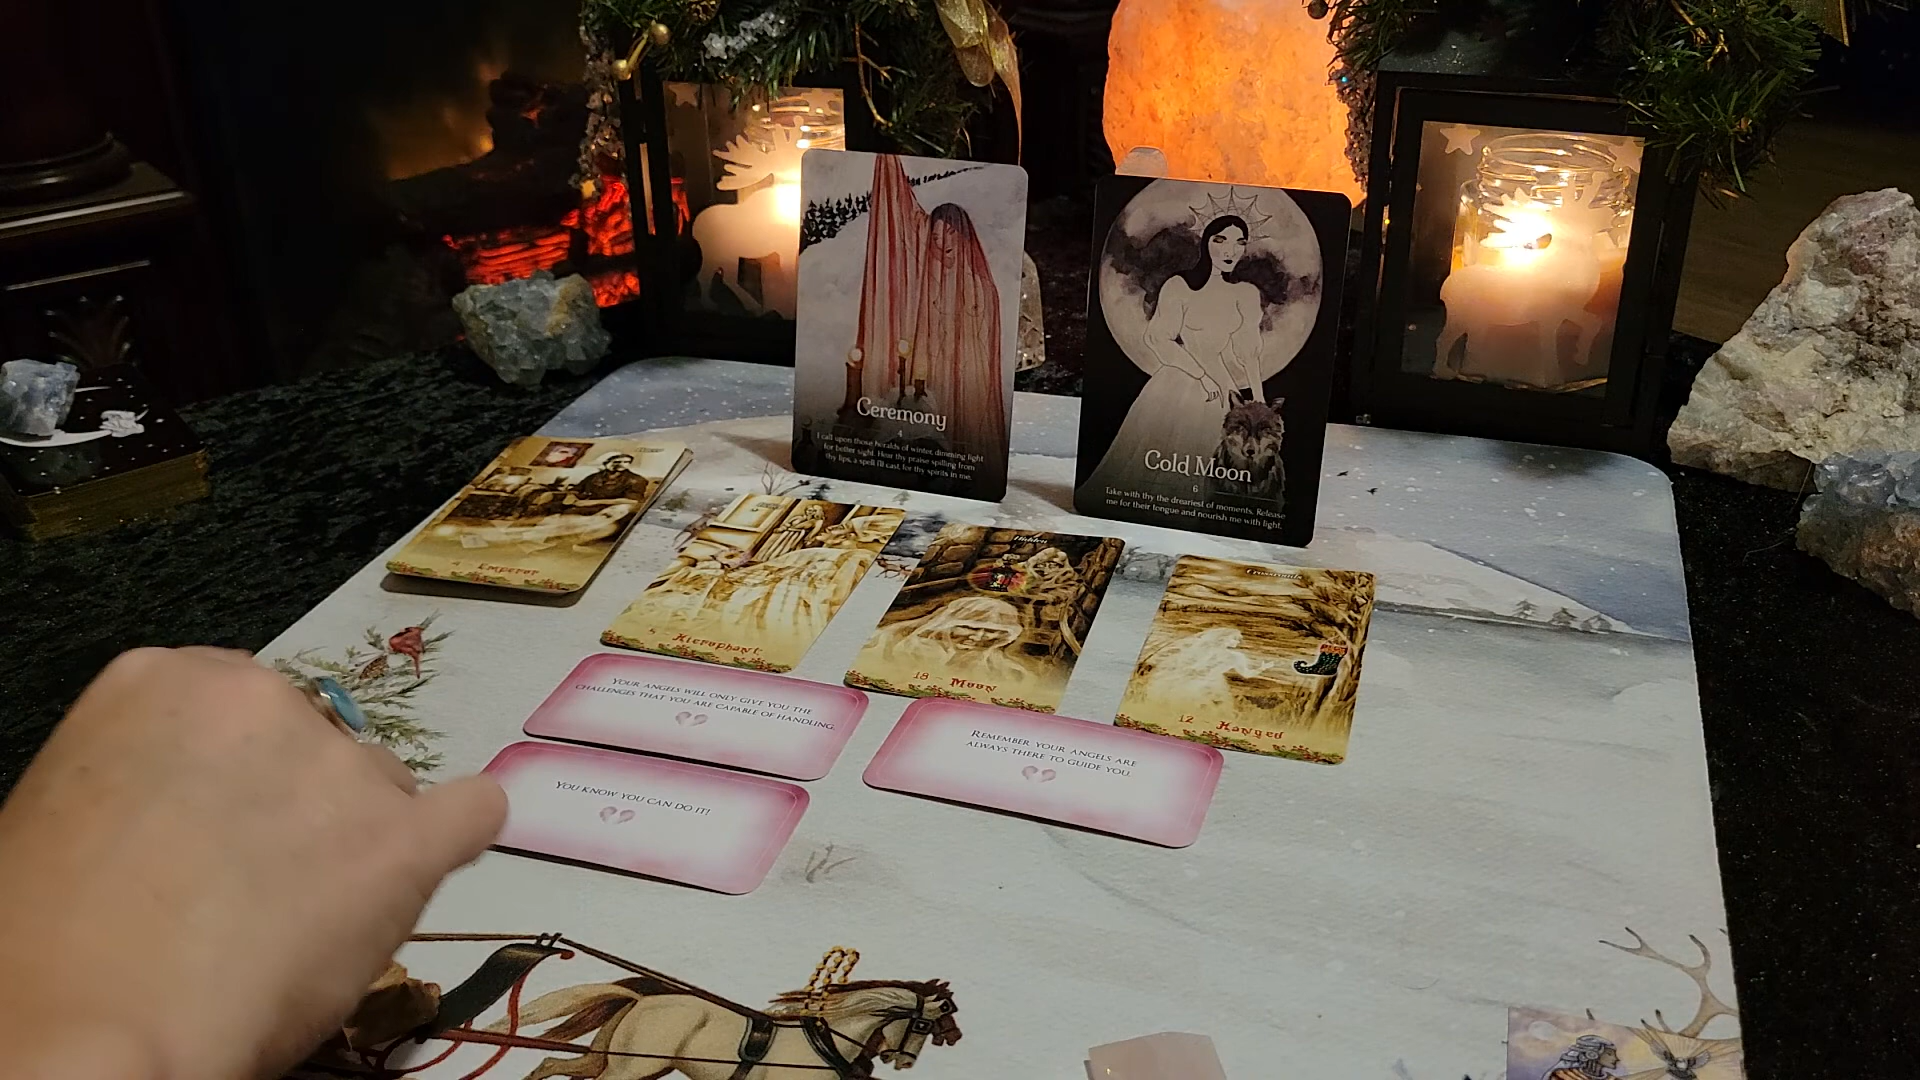 Ceremony
4
I call upon those heralds of winter, dimming light
for better sight. Hear thy praise spilling from
thy lips, a spell I'll cast, for thy spirits in me.
Cold Moon
6
Take with thy the dreariest of moments. Release
me for their tongue and nourish me with light.
4 Emperor
5 Hierophant
Hidden
18 Moon
Crossroads
12 Hanged
YOUR ANGELS WILL ONLY GIVE YOU THE
CHALLENGES THAT YOU ARE CAPABLE OF HANDLING.
REMEMBER YOUR ANGELS ARE
ALWAYS THERE TO GUIDE YOU.
YOU KNOW YOU CAN DO IT!